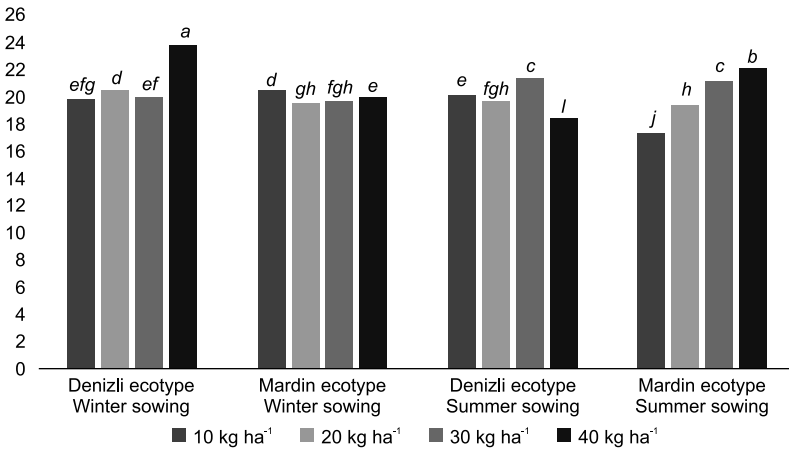 26
24
22
20
18
16
14
12
10
8
6
4
2
0
efg d ef a
d gh fgh e
e fgh c l
j h c b
Denizli ecotype
Winter sowing
Mardin ecotype
Winter sowing
Denizli ecotype
Summer sowing
Mardin ecotype
Summer sowing
10 kg ha⁻¹ 20 kg ha⁻¹ 30 kg ha⁻¹ 40 kg ha⁻¹